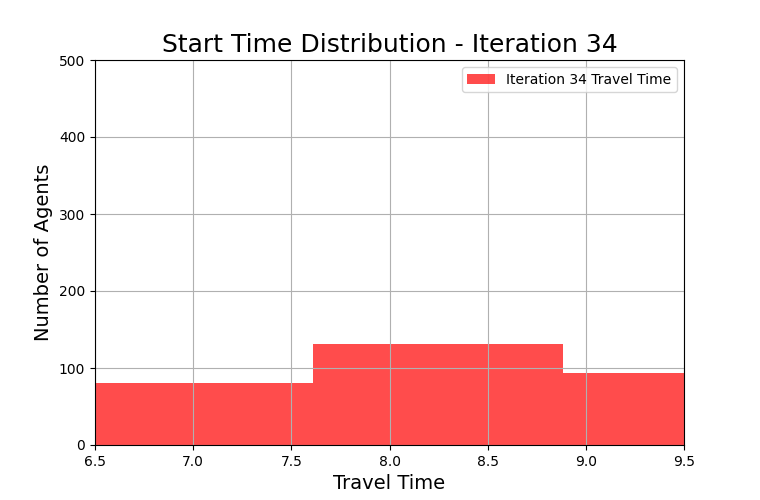 Start Time Distribution - Iteration 34
Iteration 34 Travel Time
Number of Agents
500
400
300
200
100
0
6.5 7.0 7.5 8.0 8.5 9.0 9.5
Travel Time